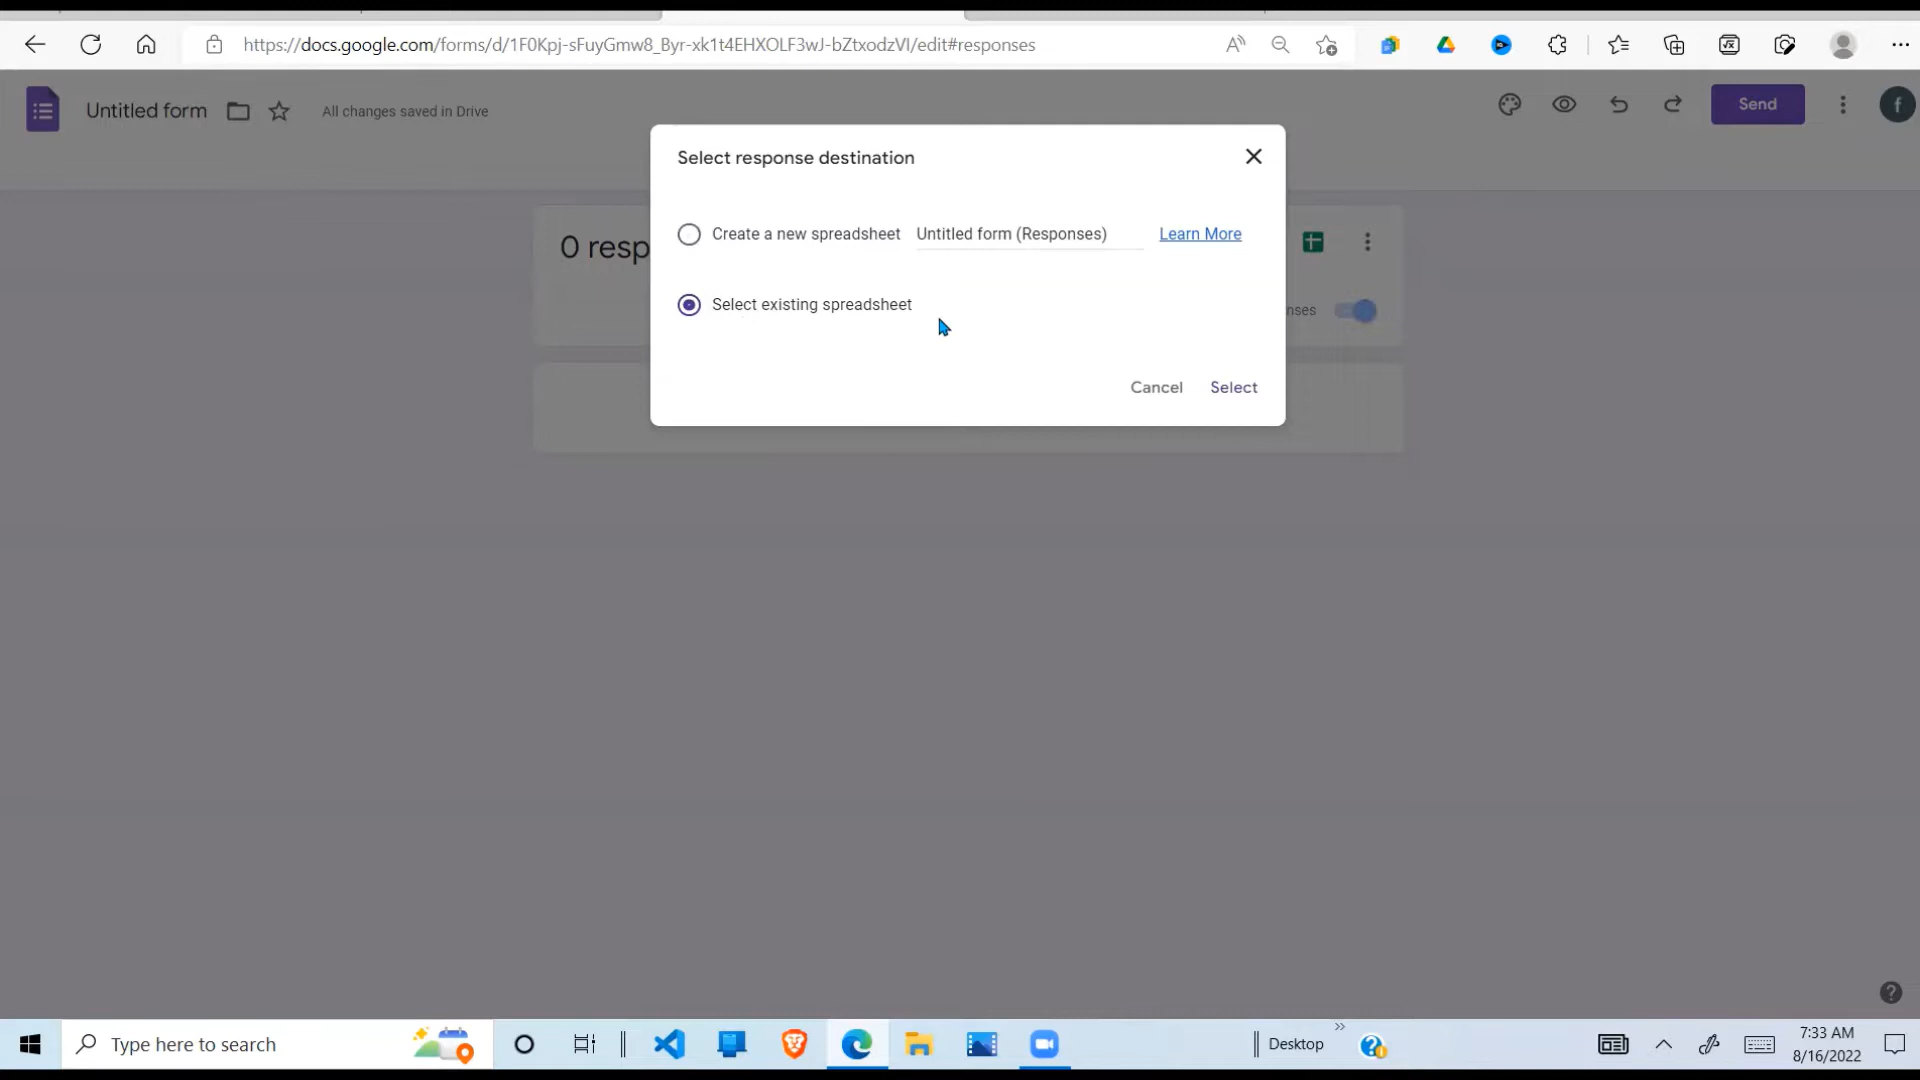 https://docs.google.com/forms/d/1F0Kpj-sFuyGmw8_Byr-xk1t4EHXOLF3wJ-bZtxodzVI/edit#responses
Untitled form
All changes saved in Drive
Send
f
Select response destination
0 resp
Create a new spreadsheet
Untitled form (Responses)
Learn More
Select existing spreadsheet
nses
Cancel
Select
Type here to search
Desktop
7:33 AM
8/16/2022